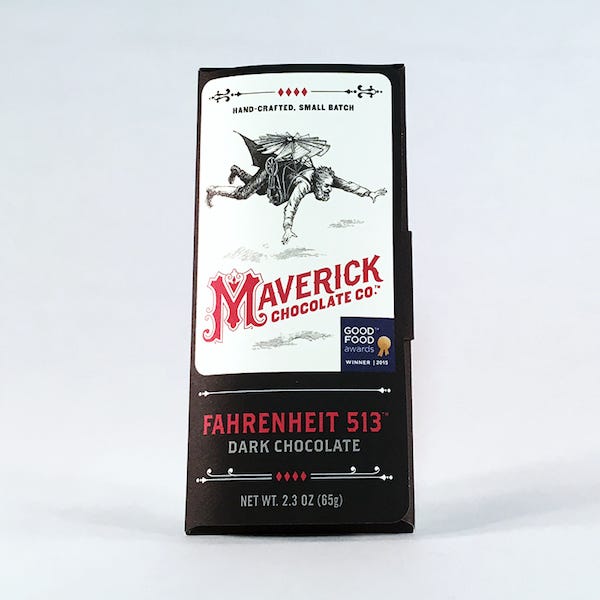 HAND-CRAFTED, SMALL BATCH
MAVERICK
CHOCOLATE CO.™
GOOD™
FOOD
awards
WINNER | 2015
FAHRENHEIT 513™
DARK CHOCOLATE
NET WT. 2.3 OZ (65g)